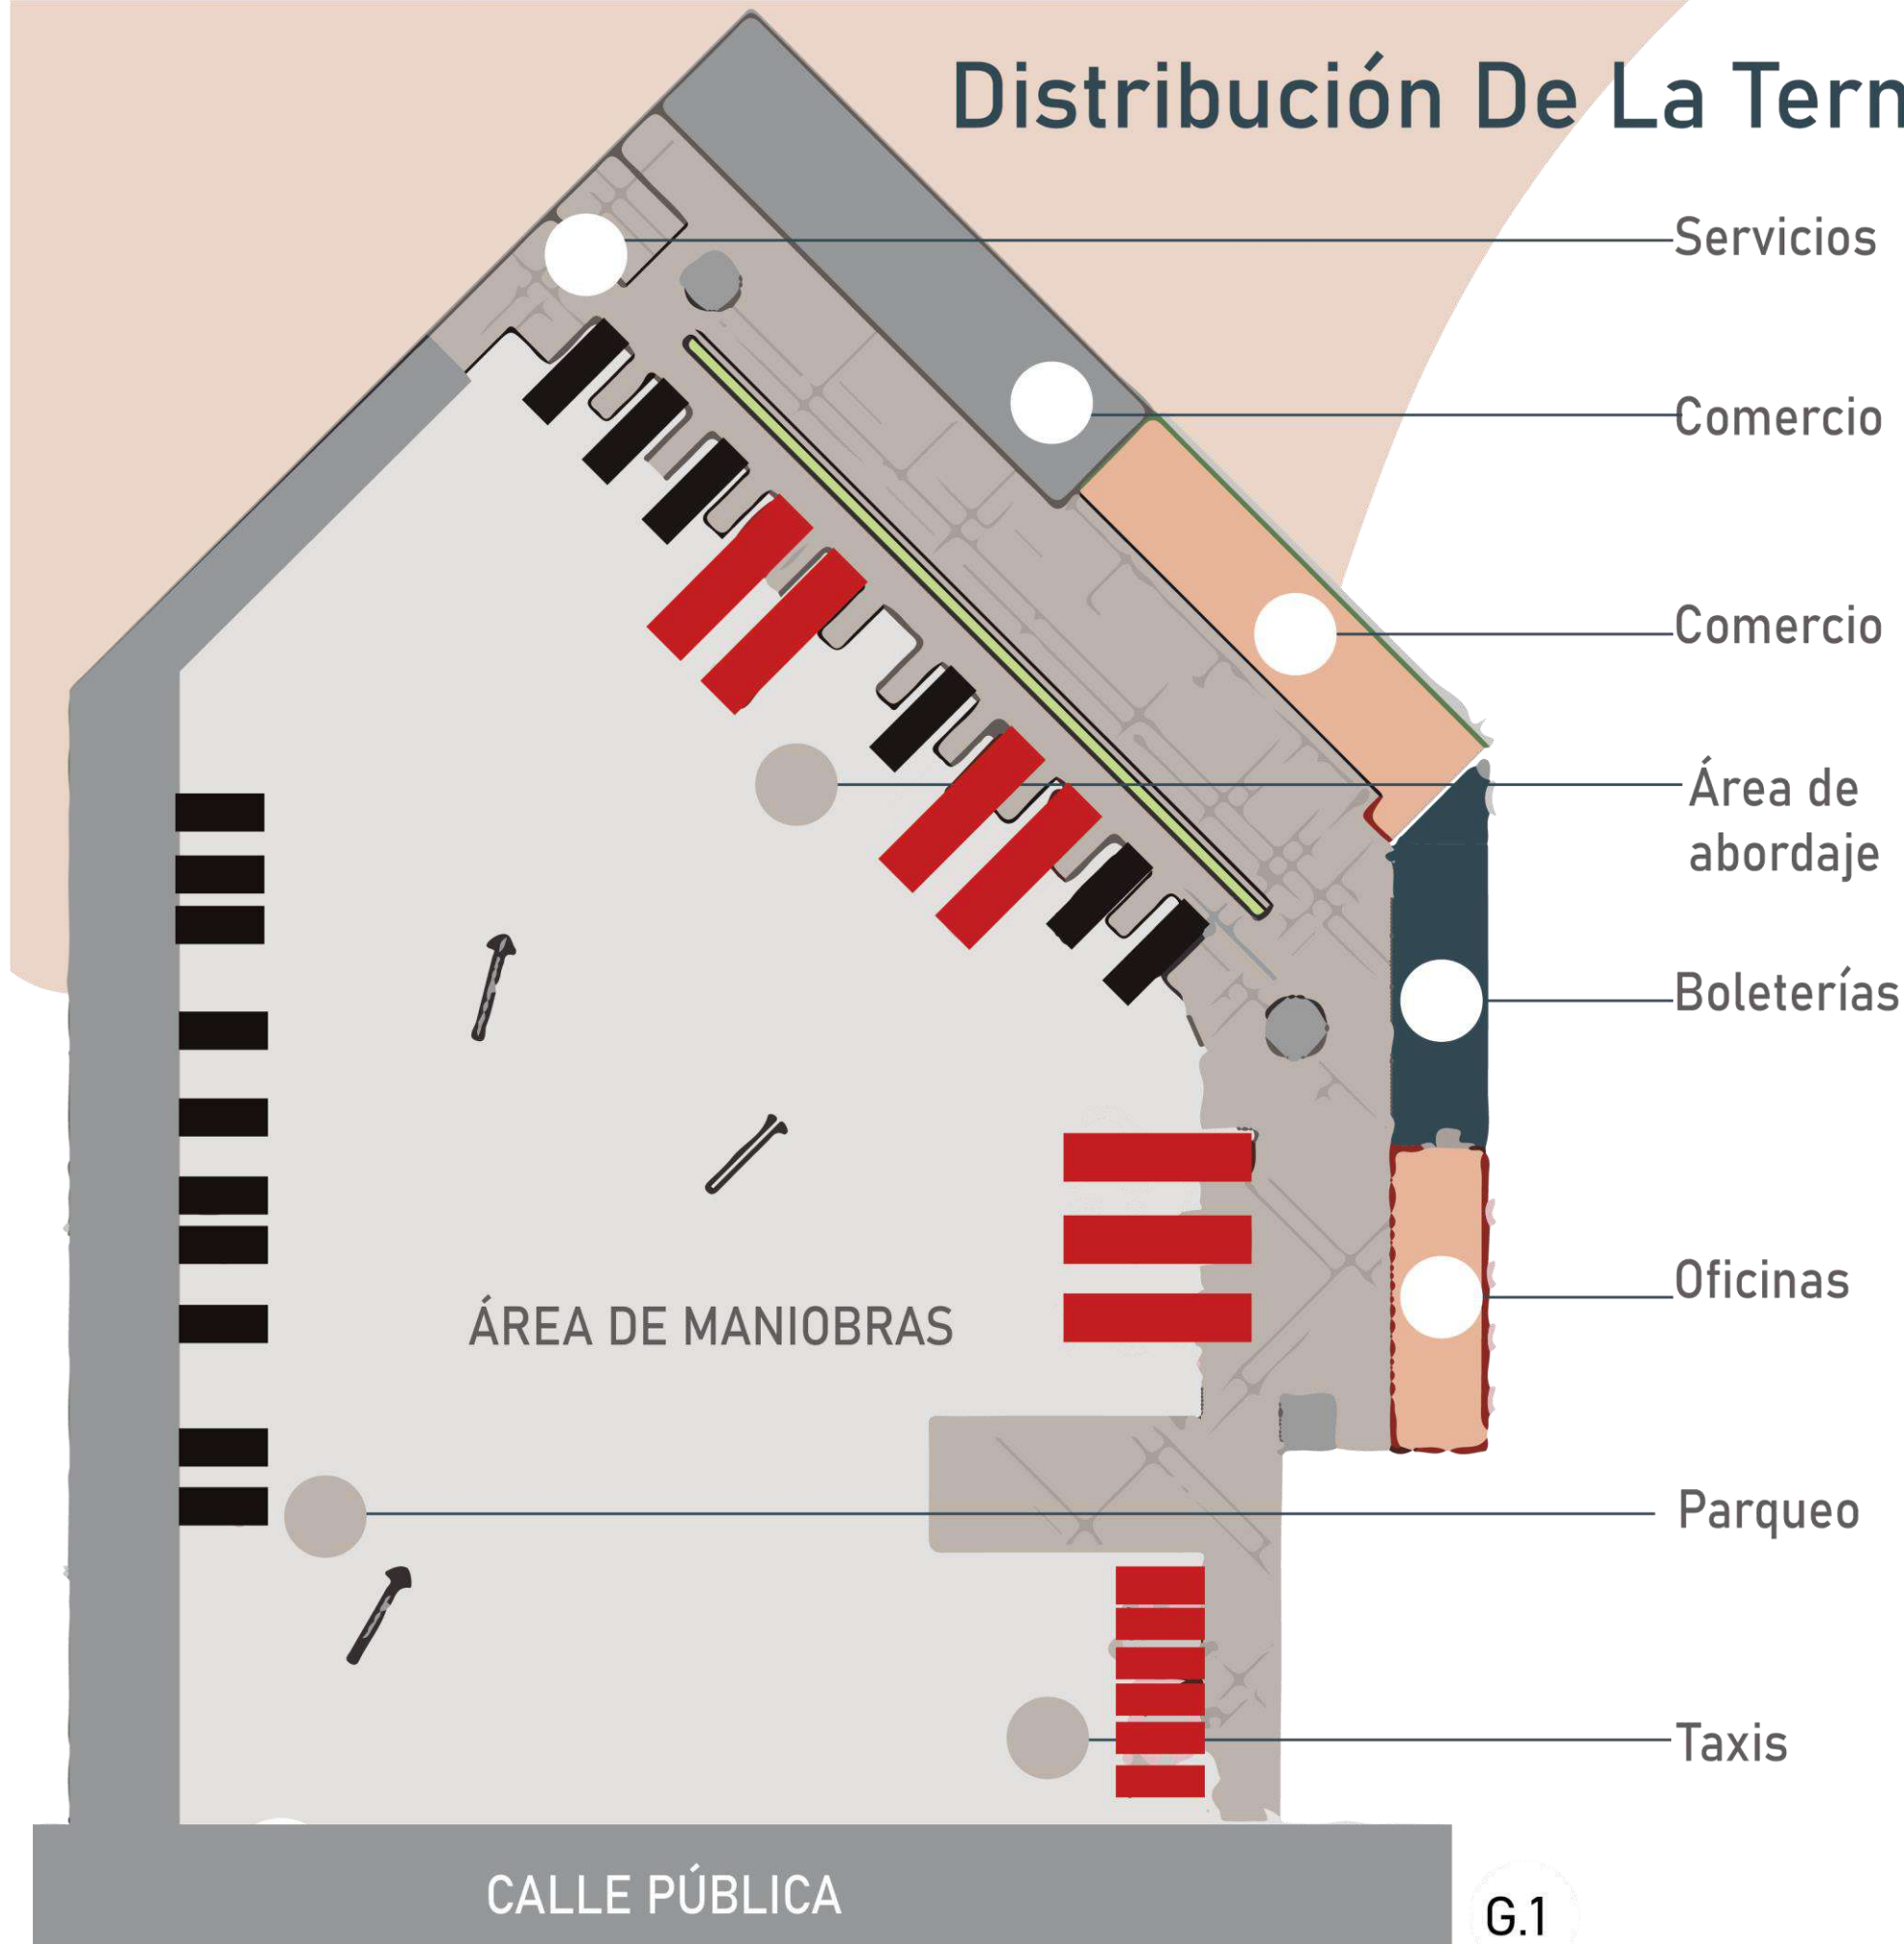 Distribución De La Tern
Servicios
Comercio
Comercio
Área de
abordaje
Boleterías
Oficinas
ÁREA DE MANIOBRAS
Parqueo
Taxis
CALLE PÚBLICA
G.1